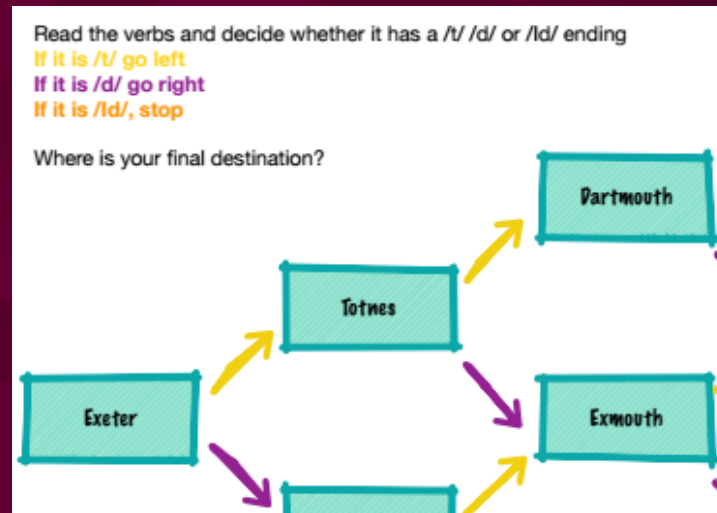 Read the verbs and decide whether it has a /t/ /d/ or /Id/ ending
If it is /t/ go left
If it is /d/ go right
If it is /Id/, stop
Where is your final destination?
Dartmouth
Totnes
Exeter
Exmouth